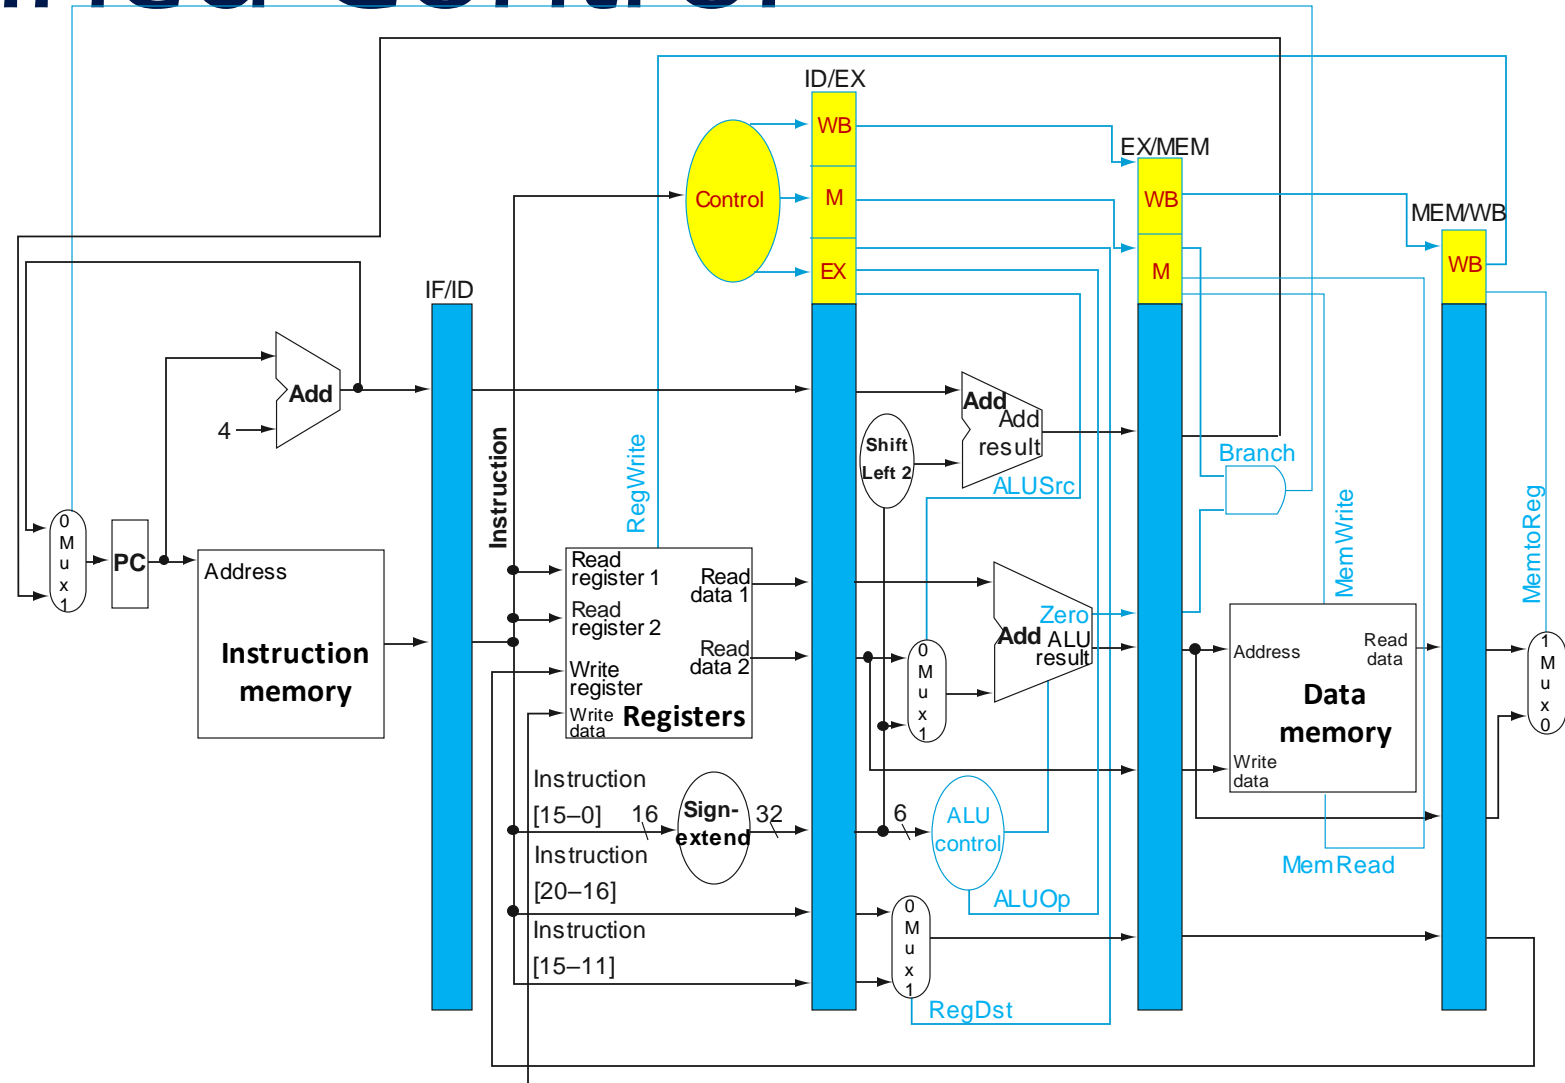 Control
ID/EX
WB
EX/MEM
Control
M
WB
MEM/WB
EX
M
WB
IF/ID
Add
4
Instruction
RegWrite
Add
Add
result
Shift
Left 2
ALUSrc
Branch
MemWrite
MemtoReg
0
M
u
x
1
PC
Address
Instruction
memory
Read
register 1
Read
register 2
Write
register
Write
data
Registers
Read
data 1
Read
data 2
0
M
u
x
1
Zero
Add
ALU
result
Address
Read
data
Data
memory
Write
data
1
M
u
x
0
Instruction
[15–0]
16
Sign-
extend
32
6
ALU
control
MemRead
Instruction
[20–16]
ALUOp
Instruction
[15–11]
0
M
u
x
1
RegDst